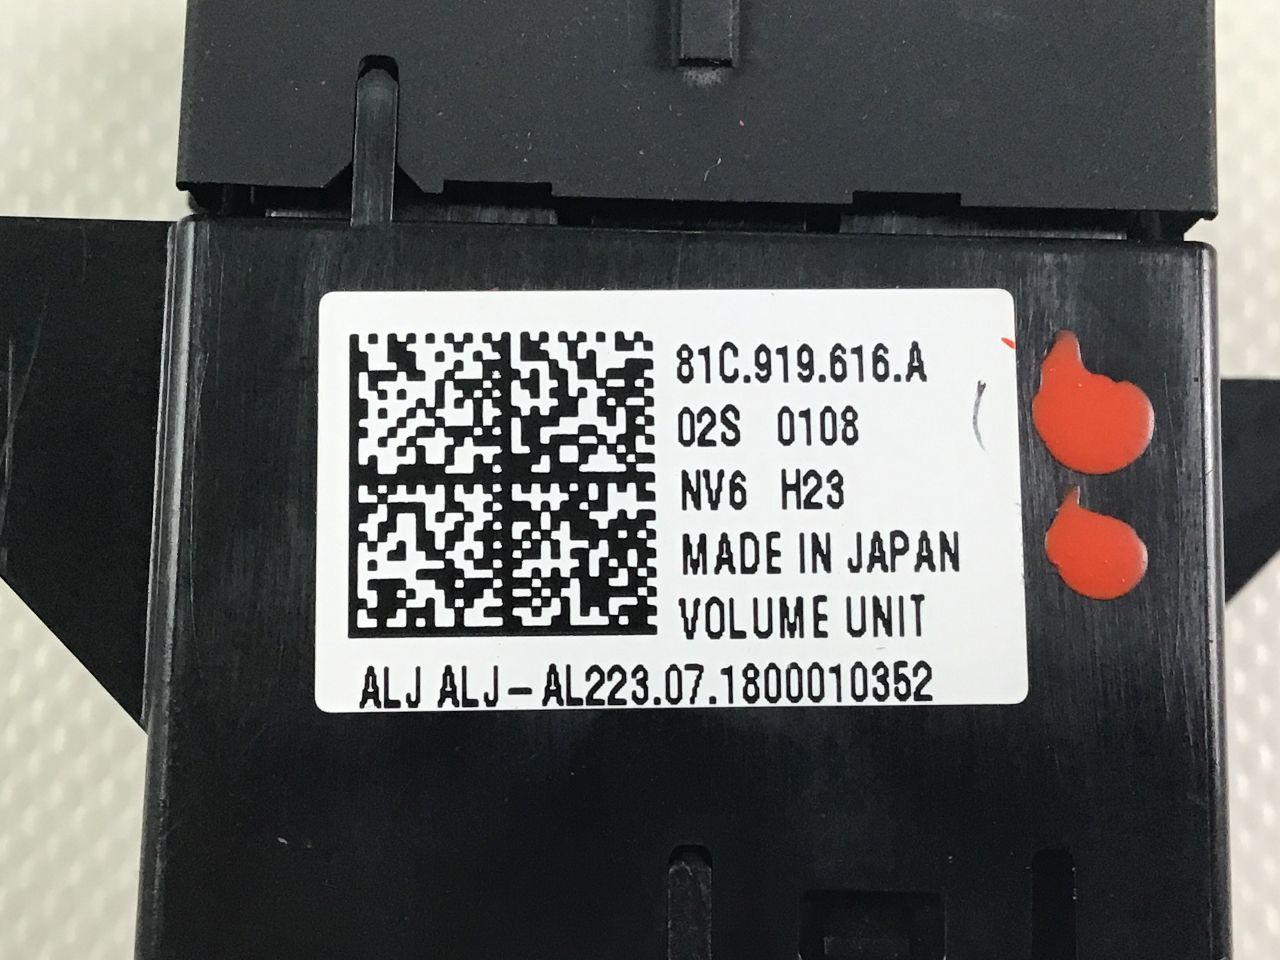 81C.919.616.A
02S 0108
NV6 H23
MADE IN JAPAN
VOLUME UNIT
ALJ ALJ-AL223.07.1800010352